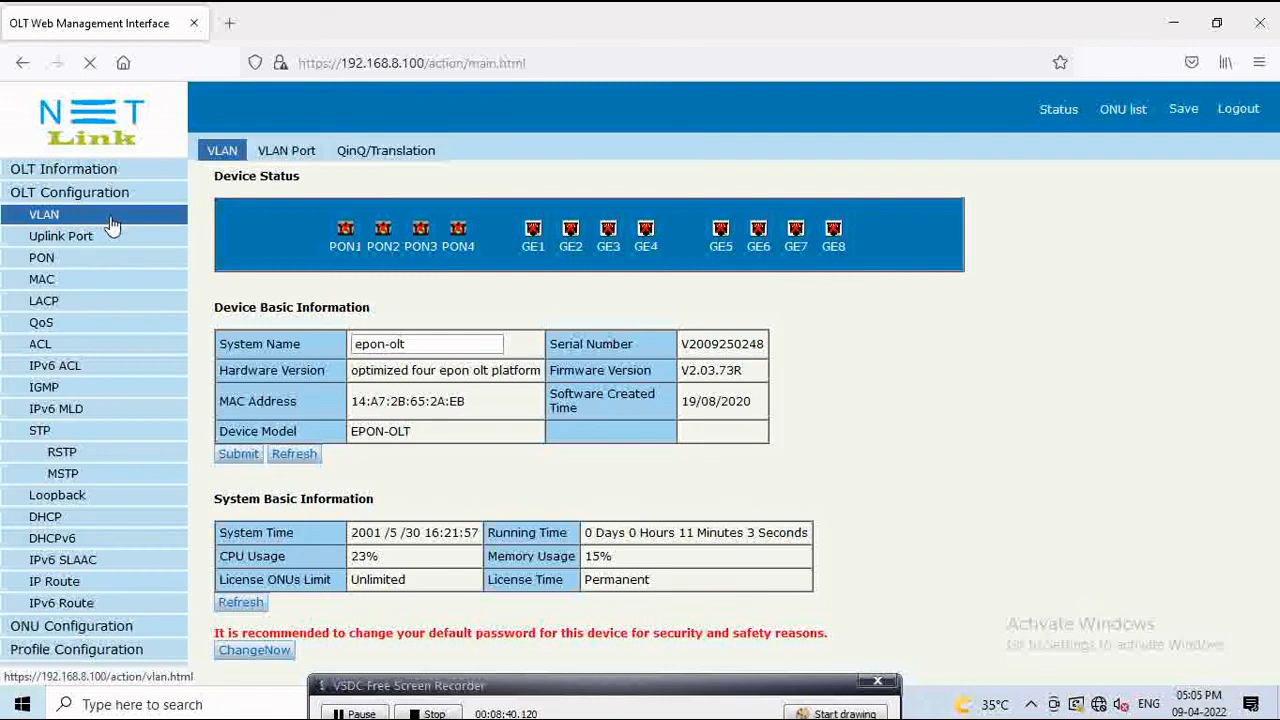 OLT Web Management Interface
https://192.168.8.100/action/main.html
NET
Link
Status ONU list Save Logout
VLAN VLAN Port QinQ/Translation
OLT Information
OLT Configuration
VLAN
Uplink Port
PON
MAC
LACP
QoS
ACL
IPv6 ACL
IGMP
IPv6 MLD
STP
RSTP
MSTP
Loopback
DHCP
DHCPv6
IPv6 SLAAC
IP Route
IPv6 Route
ONU Configuration
Profile Configuration
https://192.168.8.100/action/vlan.html
Device Status
PON1 PON2 PON3 PON4 GE1 GE2 GE3 GE4 GE5 GE6 GE7 GE8
Device Basic Information
System Name epon-olt Serial Number V2009250248
Hardware Version optimized four epon olt platform Firmware Version V2.03.73R
MAC Address 14:A7:2B:65:2A:EB Software Created Time 19/08/2020
Device Model EPON-OLT
Submit Refresh
System Basic Information
System Time 2001 /5 /30 16:21:57 Running Time 0 Days 0 Hours 11 Minutes 3 Seconds
CPU Usage 23% Memory Usage 15%
License ONUs Limit Unlimited License Time Permanent
Refresh
It is recommended to change your default password for this device for security and safety reasons.
ChangeNow
Activate Windows
Go to Settings to activate Windows.
VSDC Free Screen Recorder
Pause Stop 00:08:40.120 Start drawing
Type here to search
35°C
05:05 PM
09-04-2022